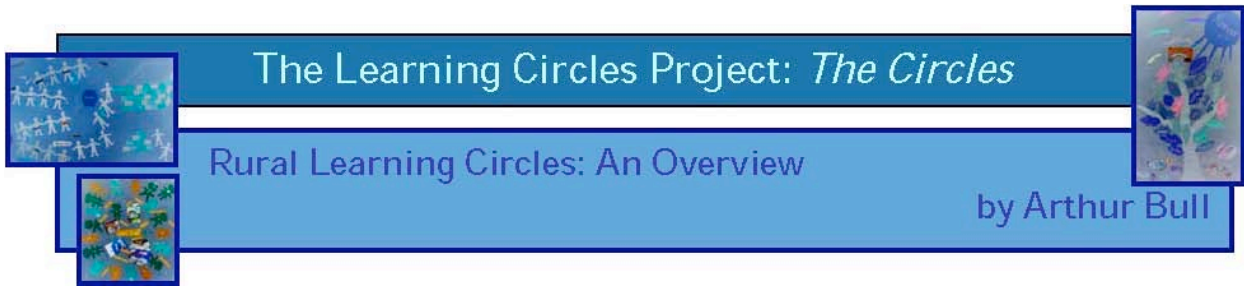 The Learning Circles Project: The Circles
Rural Learning Circles: An Overview
by Arthur Bull